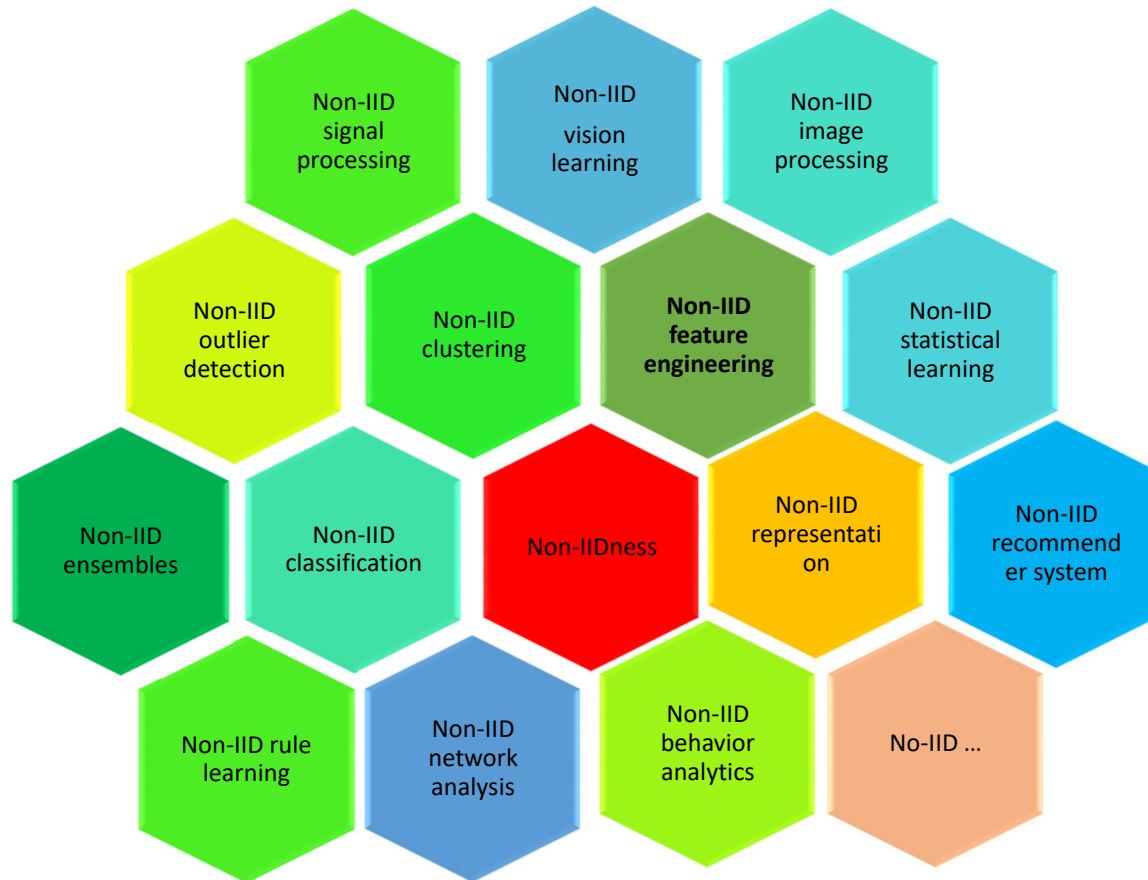 Non-IID
signal
processing
Non-IID
vision
learning
Non-IID
image
processing
Non-IID
outlier
detection
Non-IID
clustering
Non-IID
feature
engineering
Non-IID
statistical
learning
Non-IID
ensembles
Non-IID
classification
Non-IIDness
Non-IID
representati
on
Non-IID
recommend
er system
Non-IID rule
learning
Non-IID
network
analysis
Non-IID
behavior
analytics
No-IID ...